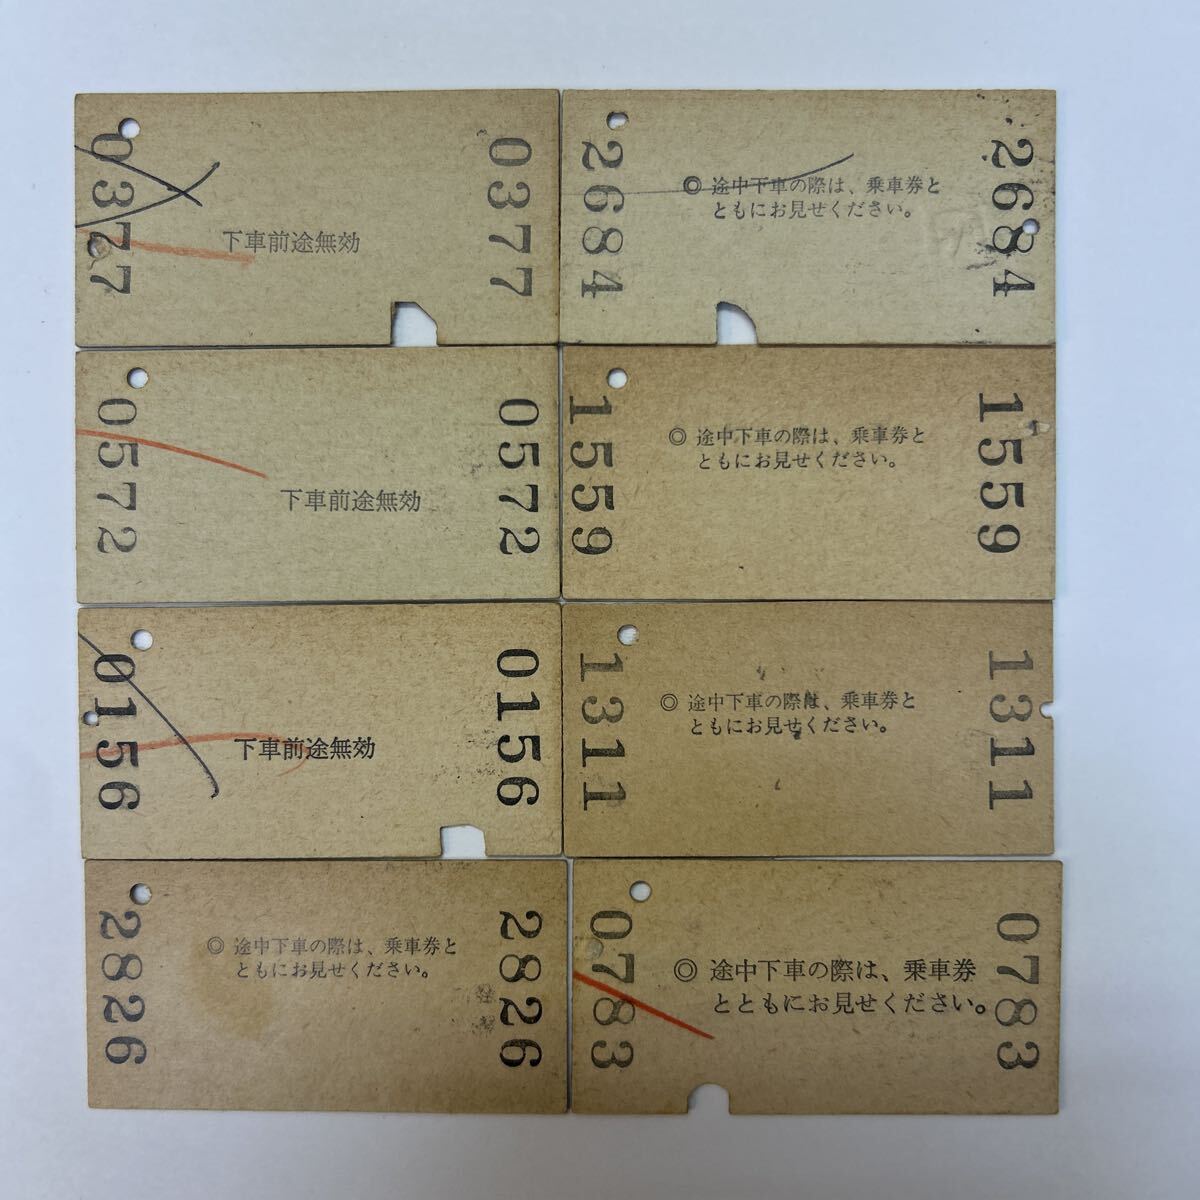 0377
下車前途無効
0377
2684
◎ 途中下車の際は、乗車券と
ともにお見せください。
2684
0572
下車前途無効
0572
1559
◎ 途中下車の際は、乗車券と
ともにお見せください。
1559
0156
下車前途無効
0156
1311
◎ 途中下車の際は、乗車券と
ともにお見せください。
1311
2826
◎ 途中下車の際は、乗車券と
ともにお見せください。
2826
0783
◎ 途中下車の際は、乗車券
とともにお見せください。
0783